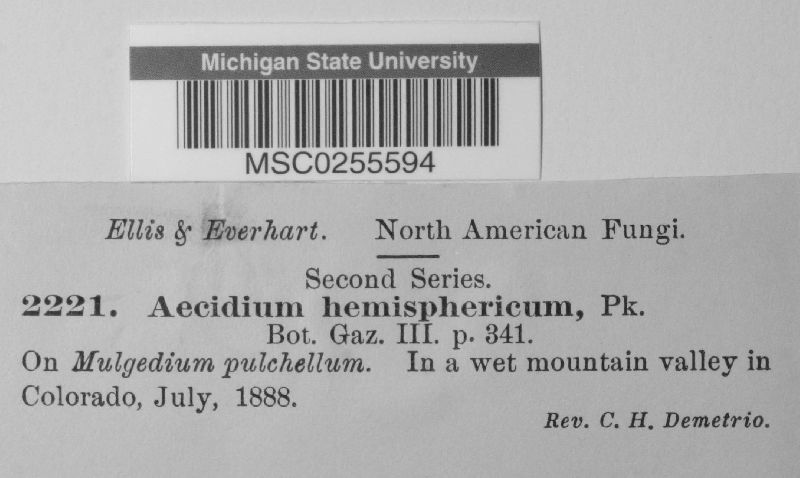 Michigan State University
MSC0255594
Ellis & Everhart. North American Fungi.
Second Series.
2221. Aecidium hemisphericum, Pk.
Bot. Gaz. III. p. 341.
On Mulgedium pulchellum. In a wet mountain valley in
Colorado, July, 1888.
Rev. C. H. Demetrio.